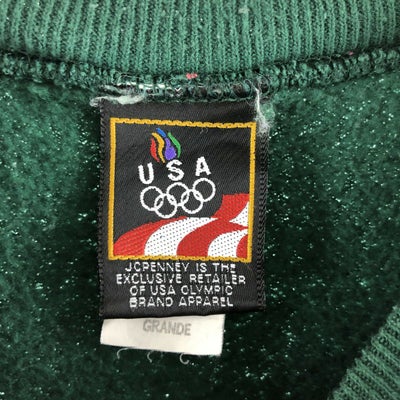 USA
JCPENNEY IS THE
EXCLUSIVE RETAILER
OF USA OLYMPIC
BRAND APPAREL
GRANDE